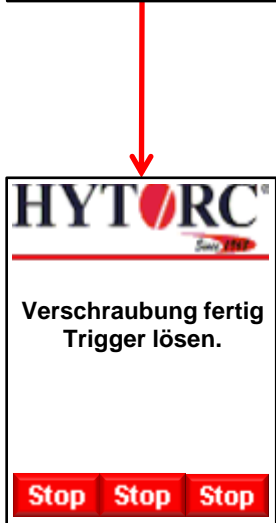 HYTORC®
Since 1968
Verschraubung fertig
Trigger lösen.
Stop Stop Stop